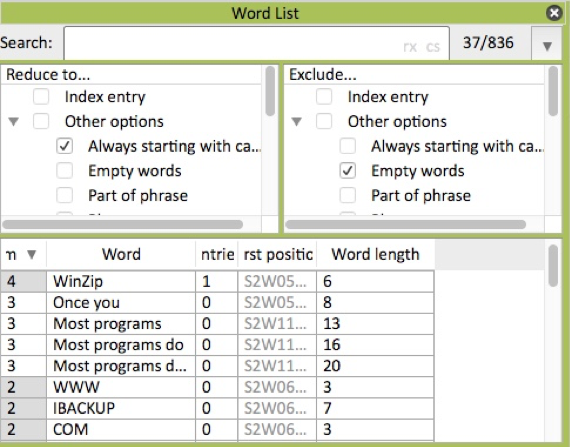 Word List
Search: rx cs 37/836
Reduce to... Exclude...
Index entry Index entry
Other options Other options
Always starting with ca... Always starting with ca...
Empty words Empty words
Part of phrase Part of phrase
m Word ntrie rst positic Word length
4 WinZip 1 S2W05... 6
3 Once you 0 S2W05... 8
3 Most programs 0 S2W11... 13
3 Most programs do 0 S2W11... 16
3 Most programs d... 0 S2W11... 20
2 WWW 0 S2W06... 3
2 IBACKUP 0 S2W06... 7
2 COM 0 S2W06... 3